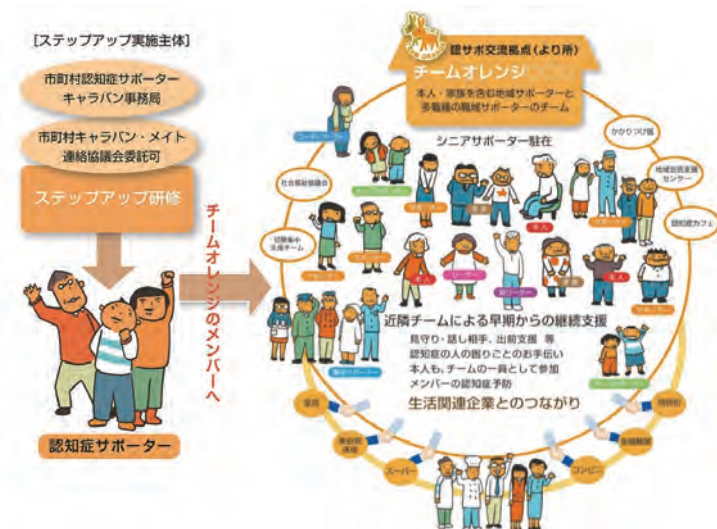 ［ステップアップ実施主体］
市町村認知症サポーター
キャラバン事務局
市町村キャラバン・メイト
連絡協議会委託可
ステップアップ研修
認知症サポーター
チームオレンジのメンバーへ
認サポ交流拠点（より所）
チームオレンジ
本人・家族を含む地域サポーターと
多職種の職域サポーターのチーム
シニアサポーター駐在
社会福祉協議会
かかりつけ医
地域包括支援
センター
認知症カフェ
本人
本人
リーダー
本人
近隣チームによる早期からの継続支援
見守り・話し相手、出前支援 等
認知症の人の困りごとのお手伝い
本人も、チームの一員として参加
メンバーの認知症予防
生活関連企業とのつながり
スーパー
コンビニ